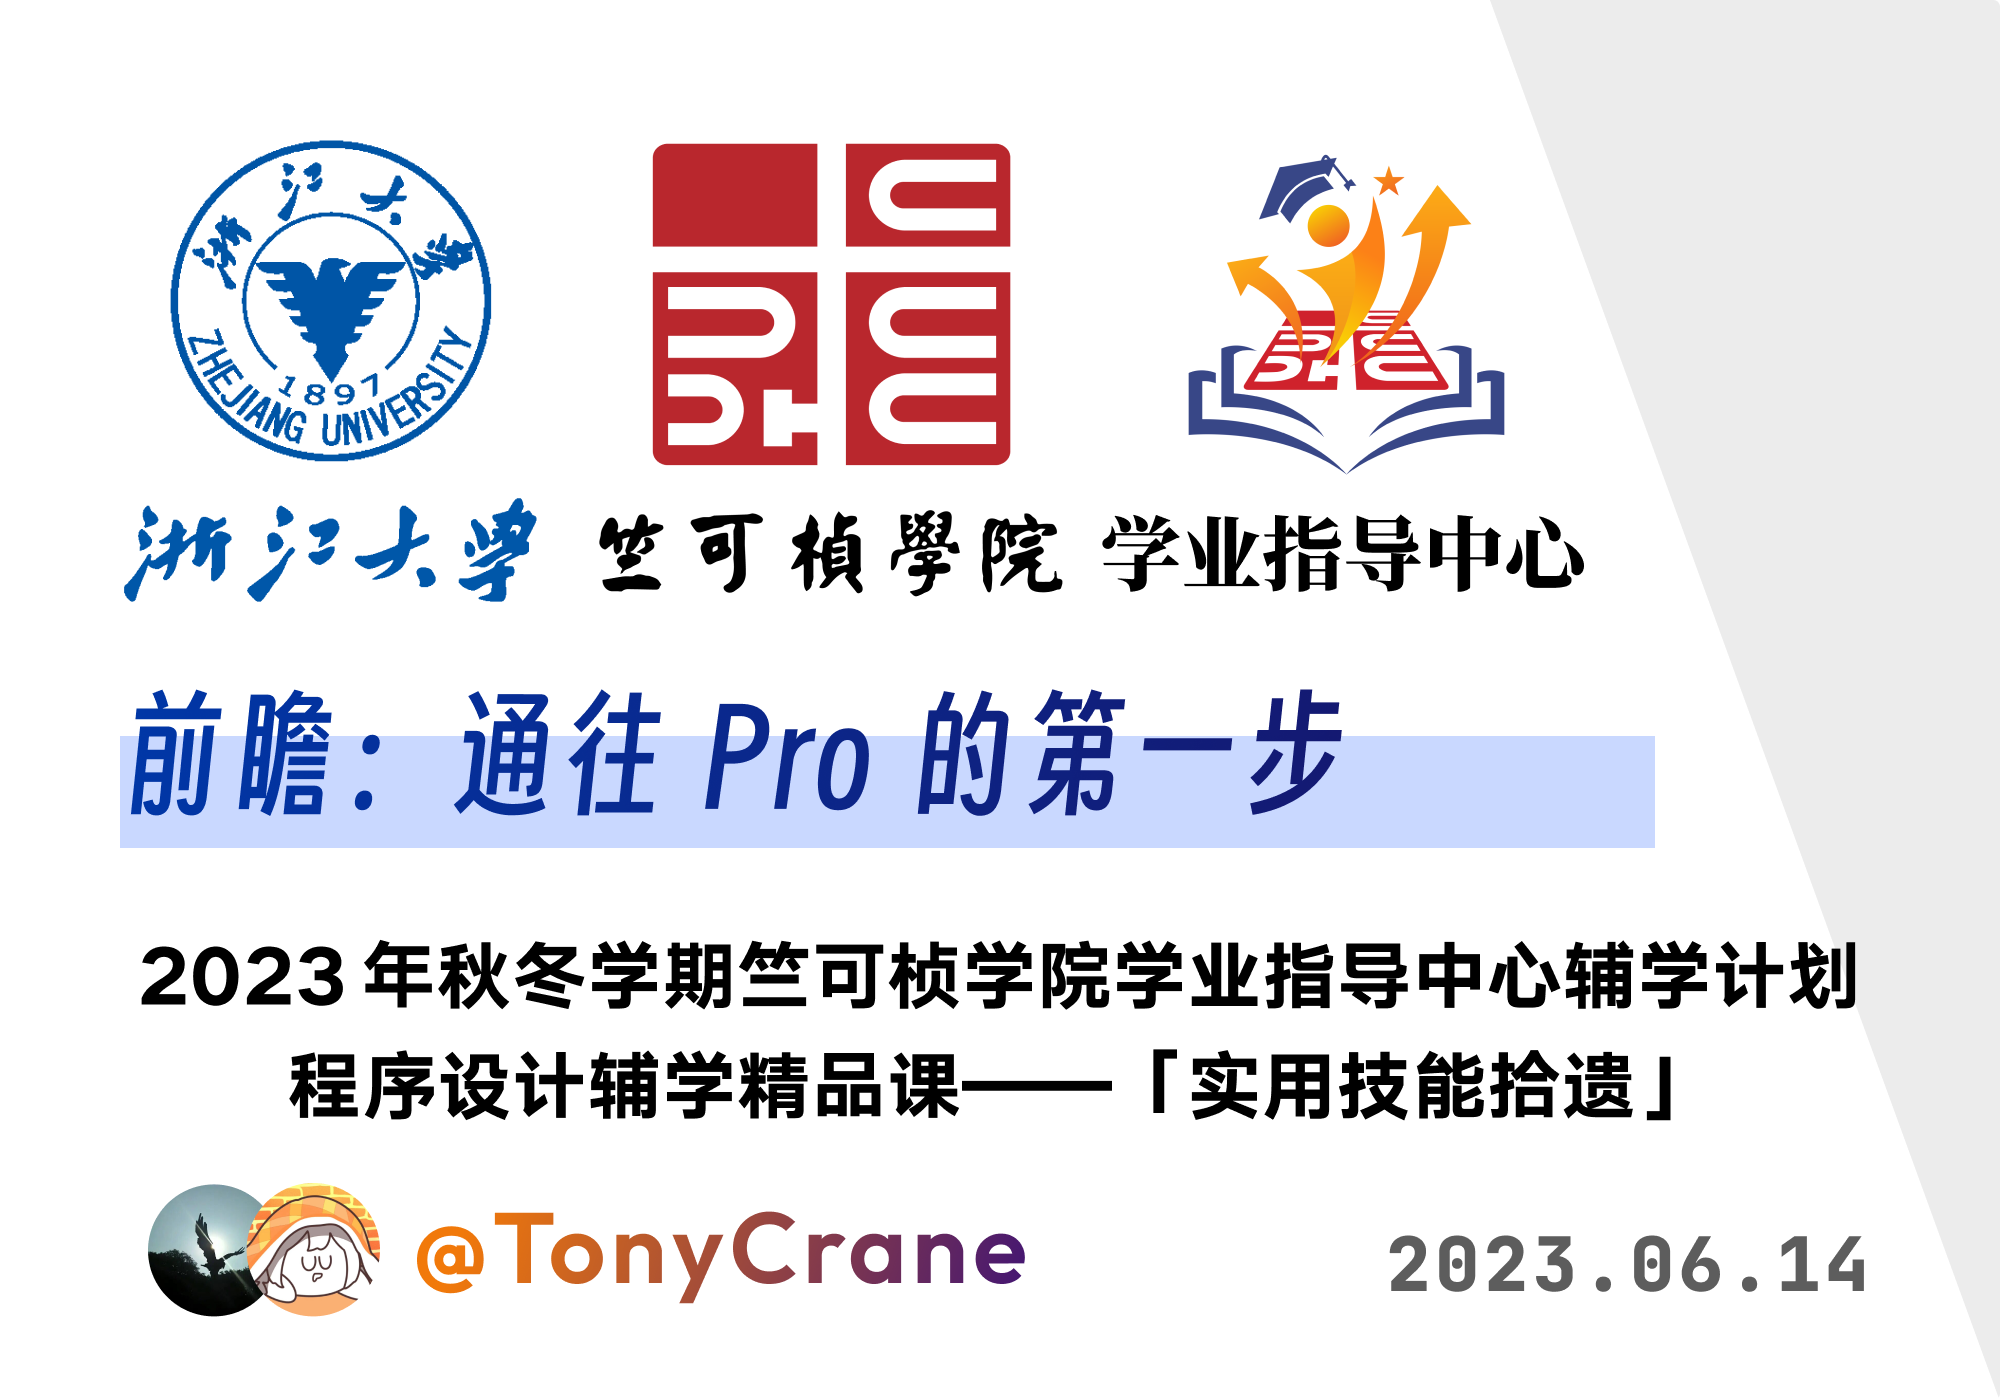 浙江大學
ZHEJIANG UNIVERSITY
1897
浙江大學
竺可桢學院
学业指导中心
前瞻：通往 Pro 的第一步
2023 年秋冬学期竺可桢学院学业指导中心辅学计划
程序设计辅学精品课——「实用技能拾遗」
@TonyCrane
2023.06.14